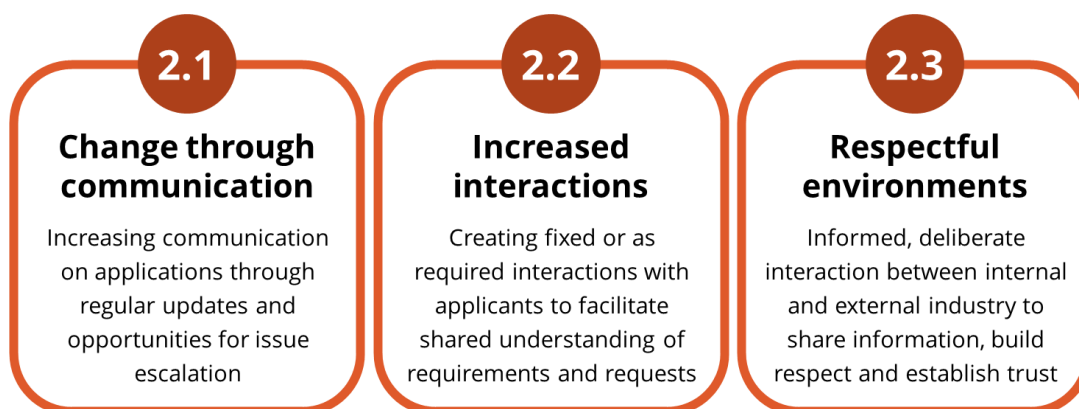 2.1
Change through
communication
Increasing communication
on applications through
regular updates and
opportunities for issue
escalation
2.2
Increased
interactions
Creating fixed or as
required interactions with
applicants to facilitate
shared understanding of
requirements and requests
2.3
Respectful
environments
Informed, deliberate
interaction between internal
and external industry to
share information, build
respect and establish trust